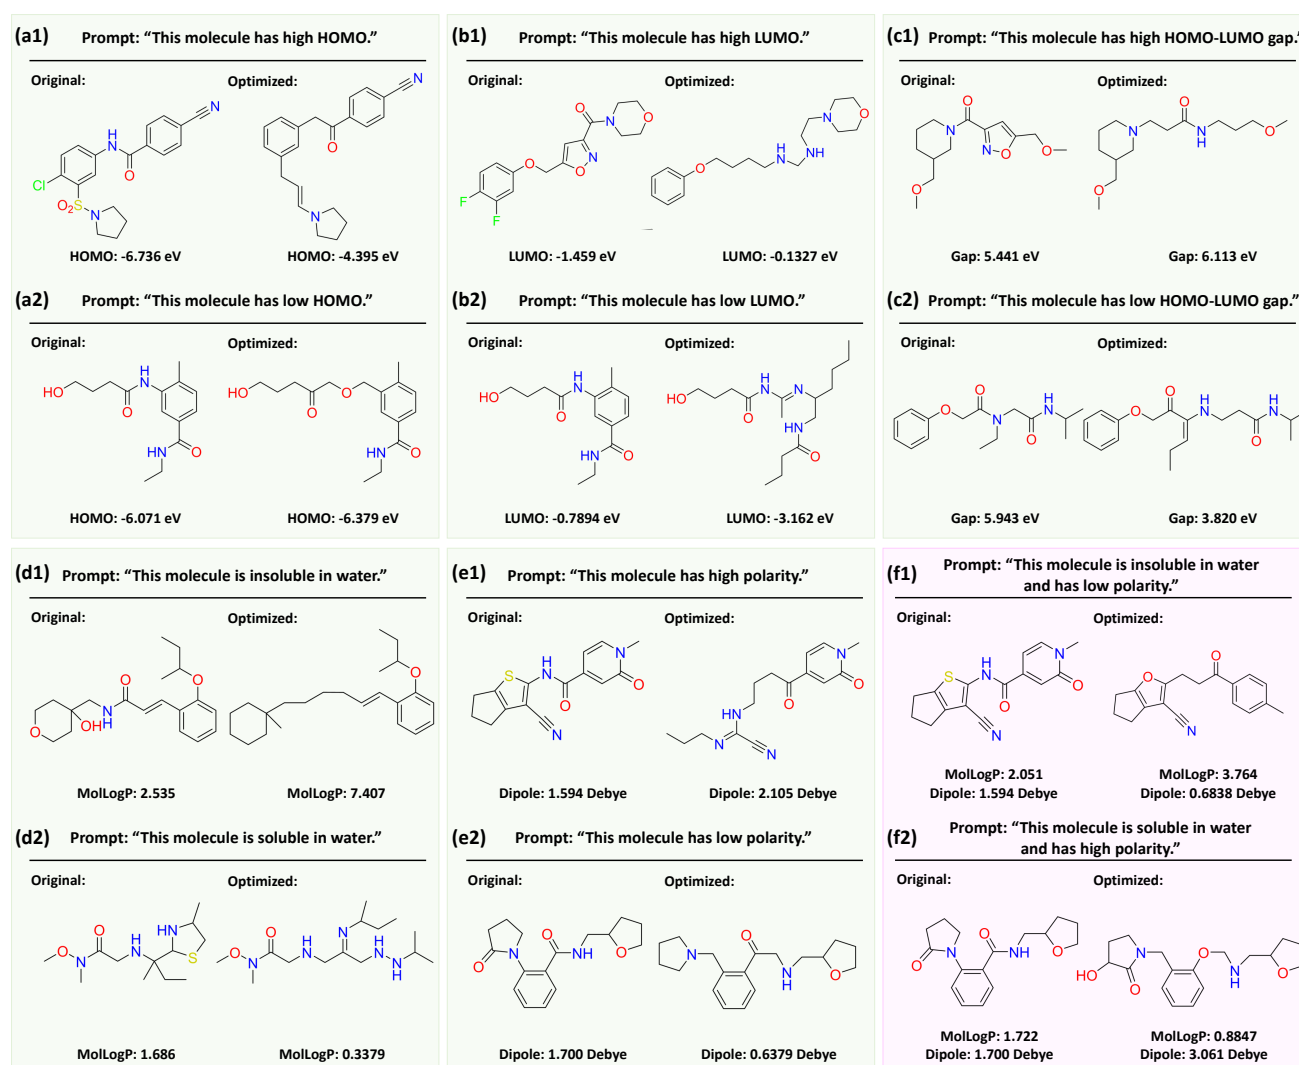 (a1) Prompt: “This molecule has high HOMO.”
Original: Optimized:
HOMO: -6.736 eV HOMO: -4.395 eV
(a2) Prompt: “This molecule has low HOMO.”
Original: Optimized:
HOMO: -6.071 eV HOMO: -6.379 eV
(b1) Prompt: “This molecule has high LUMO.”
Original: Optimized:
LUMO: -1.459 eV LUMO: -0.1327 eV
(b2) Prompt: “This molecule has low LUMO.”
Original: Optimized:
LUMO: -0.7894 eV LUMO: -3.162 eV
(c1) Prompt: “This molecule has high HOMO-LUMO gap.”
Original: Optimized:
Gap: 5.441 eV Gap: 6.113 eV
(c2) Prompt: “This molecule has low HOMO-LUMO gap.”
Original: Optimized:
Gap: 5.943 eV Gap: 3.820 eV
(d1) Prompt: “This molecule is insoluble in water.”
Original: Optimized:
MolLogP: 2.535 MolLogP: 7.407
(d2) Prompt: “This molecule is soluble in water.”
Original: Optimized:
MolLogP: 1.686 MolLogP: 0.3379
(e1) Prompt: “This molecule has high polarity.”
Original: Optimized:
Dipole: 1.594 Debye Dipole: 2.105 Debye
(e2) Prompt: “This molecule has low polarity.”
Original: Optimized:
Dipole: 1.700 Debye Dipole: 0.6379 Debye
(f1) Prompt: “This molecule is insoluble in water
and has low polarity.”
Original: Optimized:
MolLogP: 2.051 MolLogP: 3.764
Dipole: 1.594 Debye Dipole: 0.6838 Debye
(f2) Prompt: “This molecule is soluble in water
and has high polarity.”
Original: Optimized:
MolLogP: 1.722 MolLogP: 0.8847
Dipole: 1.700 Debye Dipole: 3.061 Debye